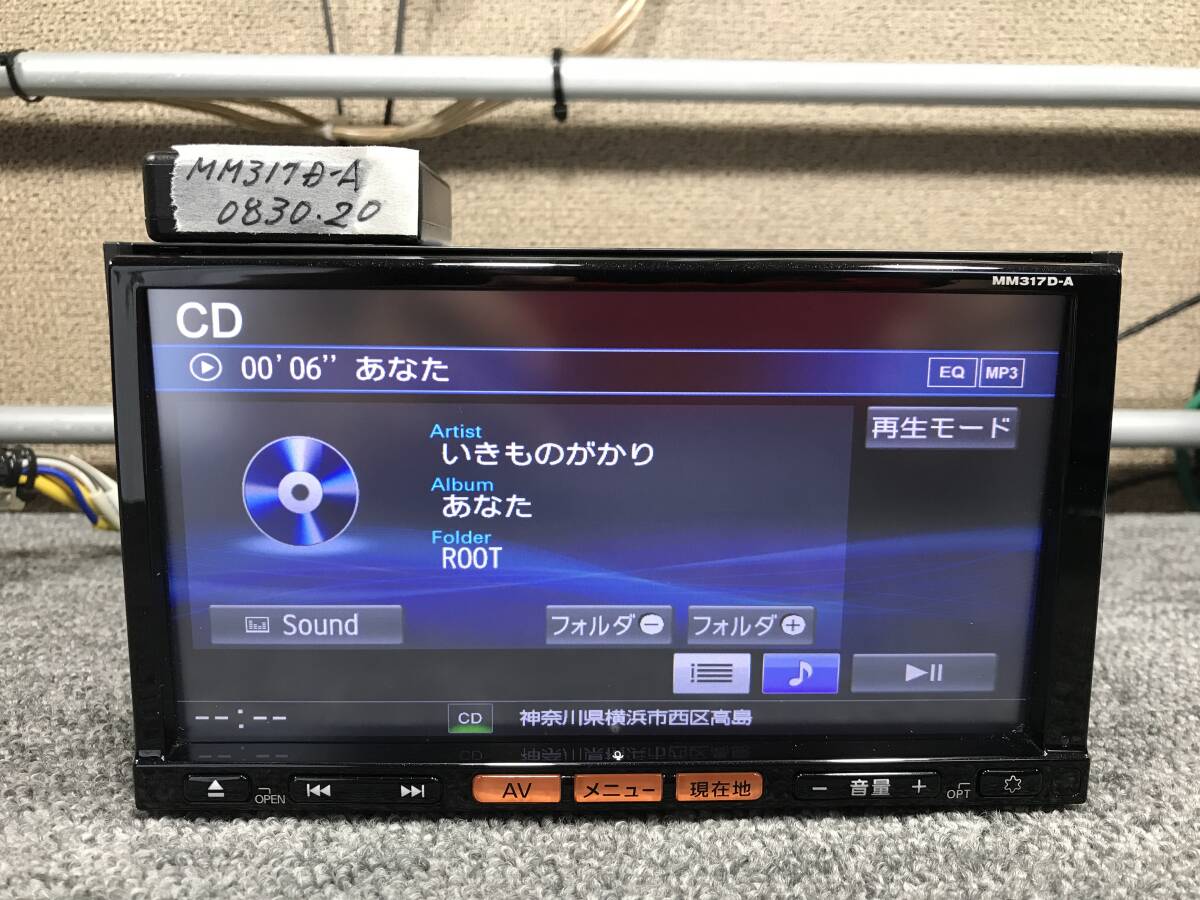 MM317D-A
0830.20
MM317D-A
CD
00'06" あなた
EQ MP3
再生モード
Artist
いきものがかり
Album
あなた
Folder
ROOT
Sound
フォルダ
フォルダ
--:-- CD 神奈川県横浜市西区高島
OPEN AV メニュー 現在地 − 音量 + OPT